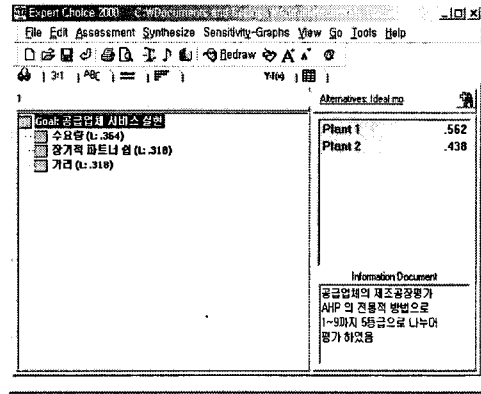 Expert Choice 2000
File Edit Assessment Synthesize Sensitivity-Graphs View Go Tools Help
Redraw
3:1 ABC
Alternatives: Ideal mo
Goal: 공급업체 서비스 실현
수요량 (L: .364)
장기적 파트너 쉽 (L: .318)
거리 (L: .318)
Plant 1 .562
Plant 2 .438
Information Document
공급업체의 제조공장평가
AHP 의 전통적 방법으로
1~9까지 5등급으로 나누어
평가 하였음